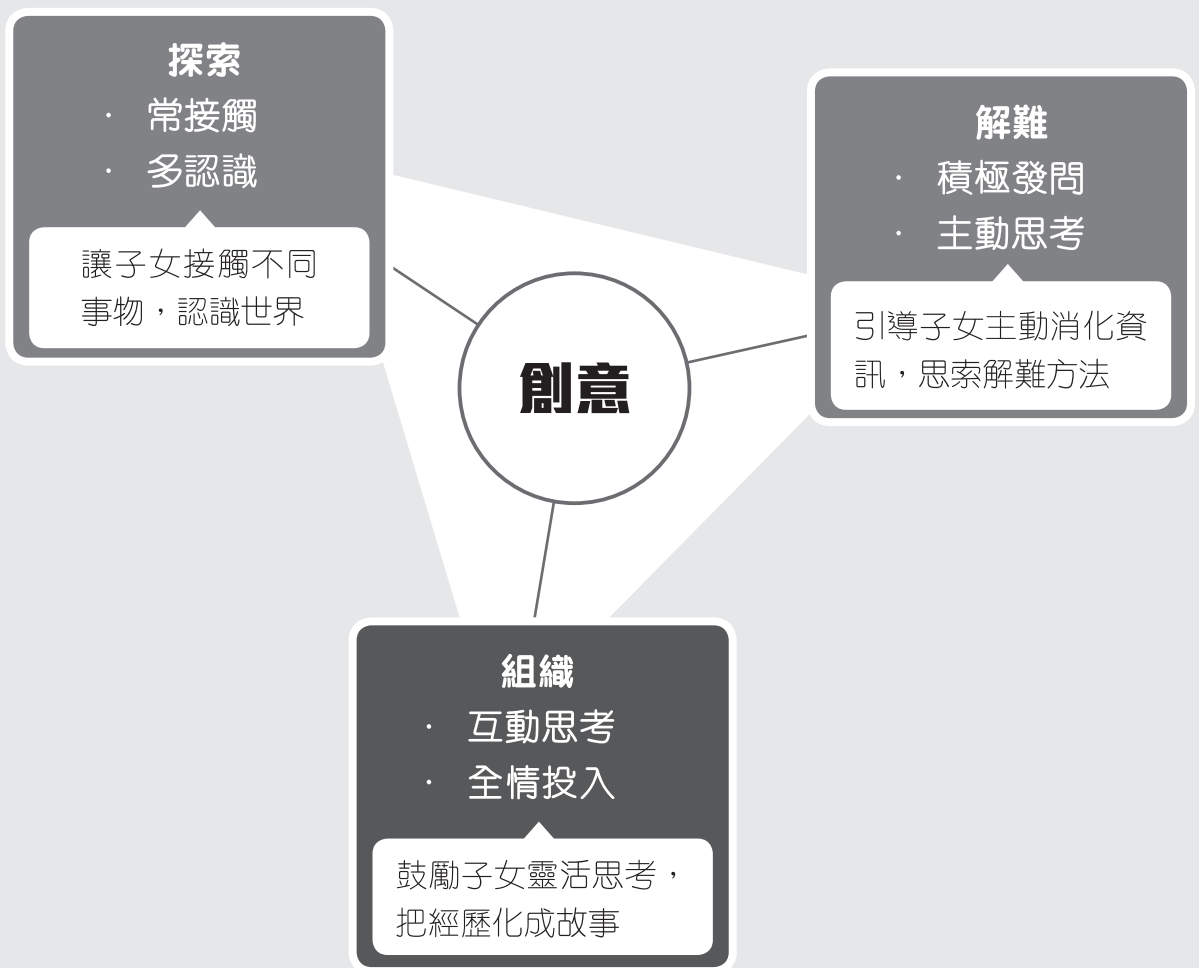 探索
· 常接觸
· 多認識
讓子女接觸不同
事物，認識世界
解難
· 積極發問
· 主動思考
引導子女主動消化資
訊，思索解難方法
創意
組織
· 互動思考
· 全情投入
鼓勵子女靈活思考，
把經歷化成故事